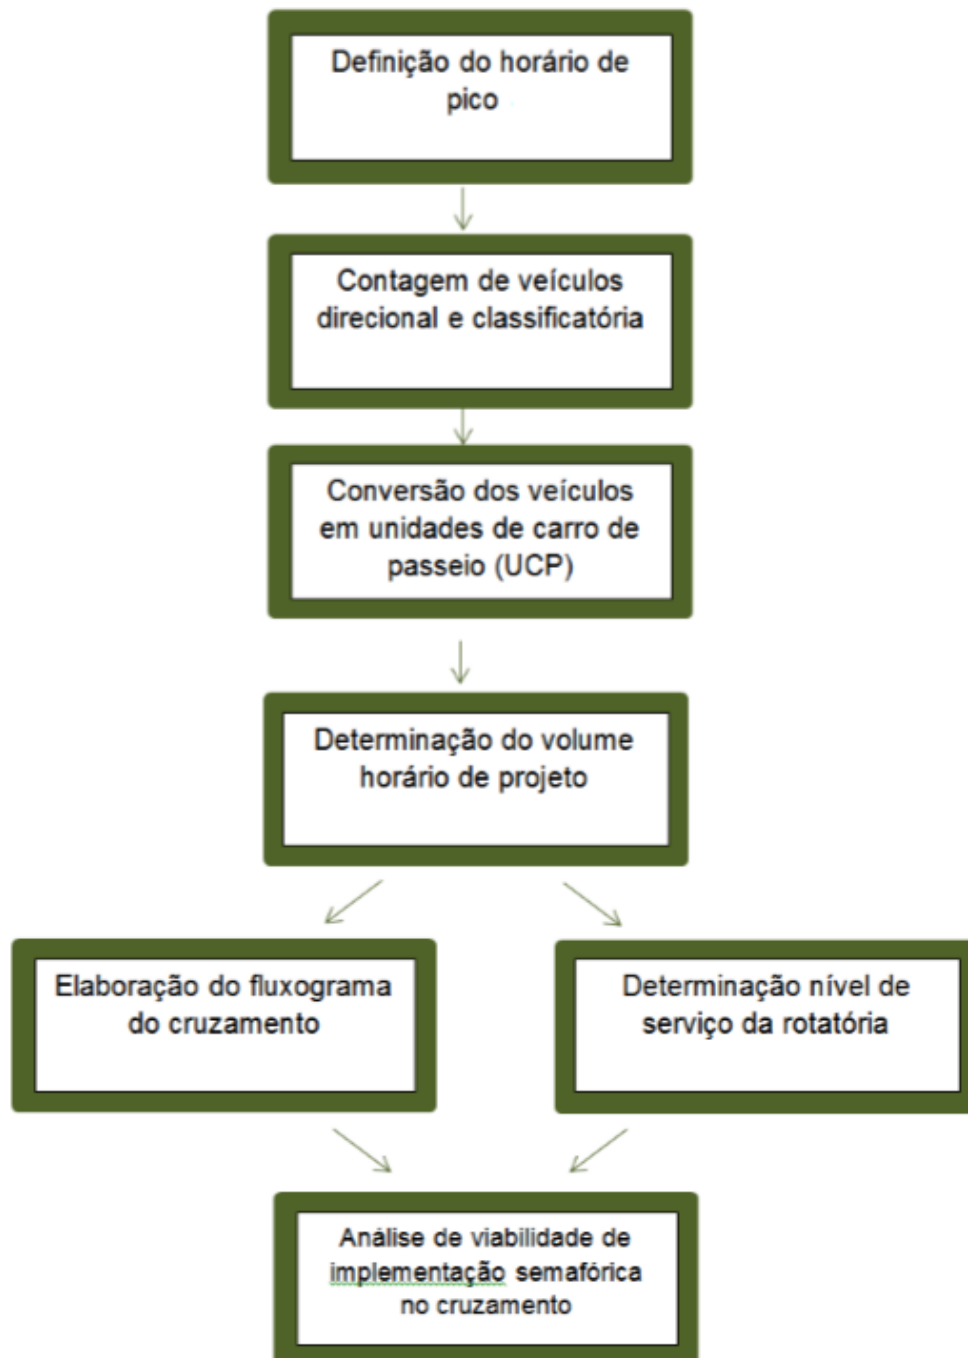 Definição do horário de
pico
Contagem de veículos
direcional e classificatória
Conversão dos veículos
em unidades de carro de
passeio (UCP)
Determinação do volume
horário de projeto
Elaboração do fluxograma
do cruzamento
Determinação nível de
serviço da rotatória
Análise de viabilidade de
implementação semafórica
no cruzamento